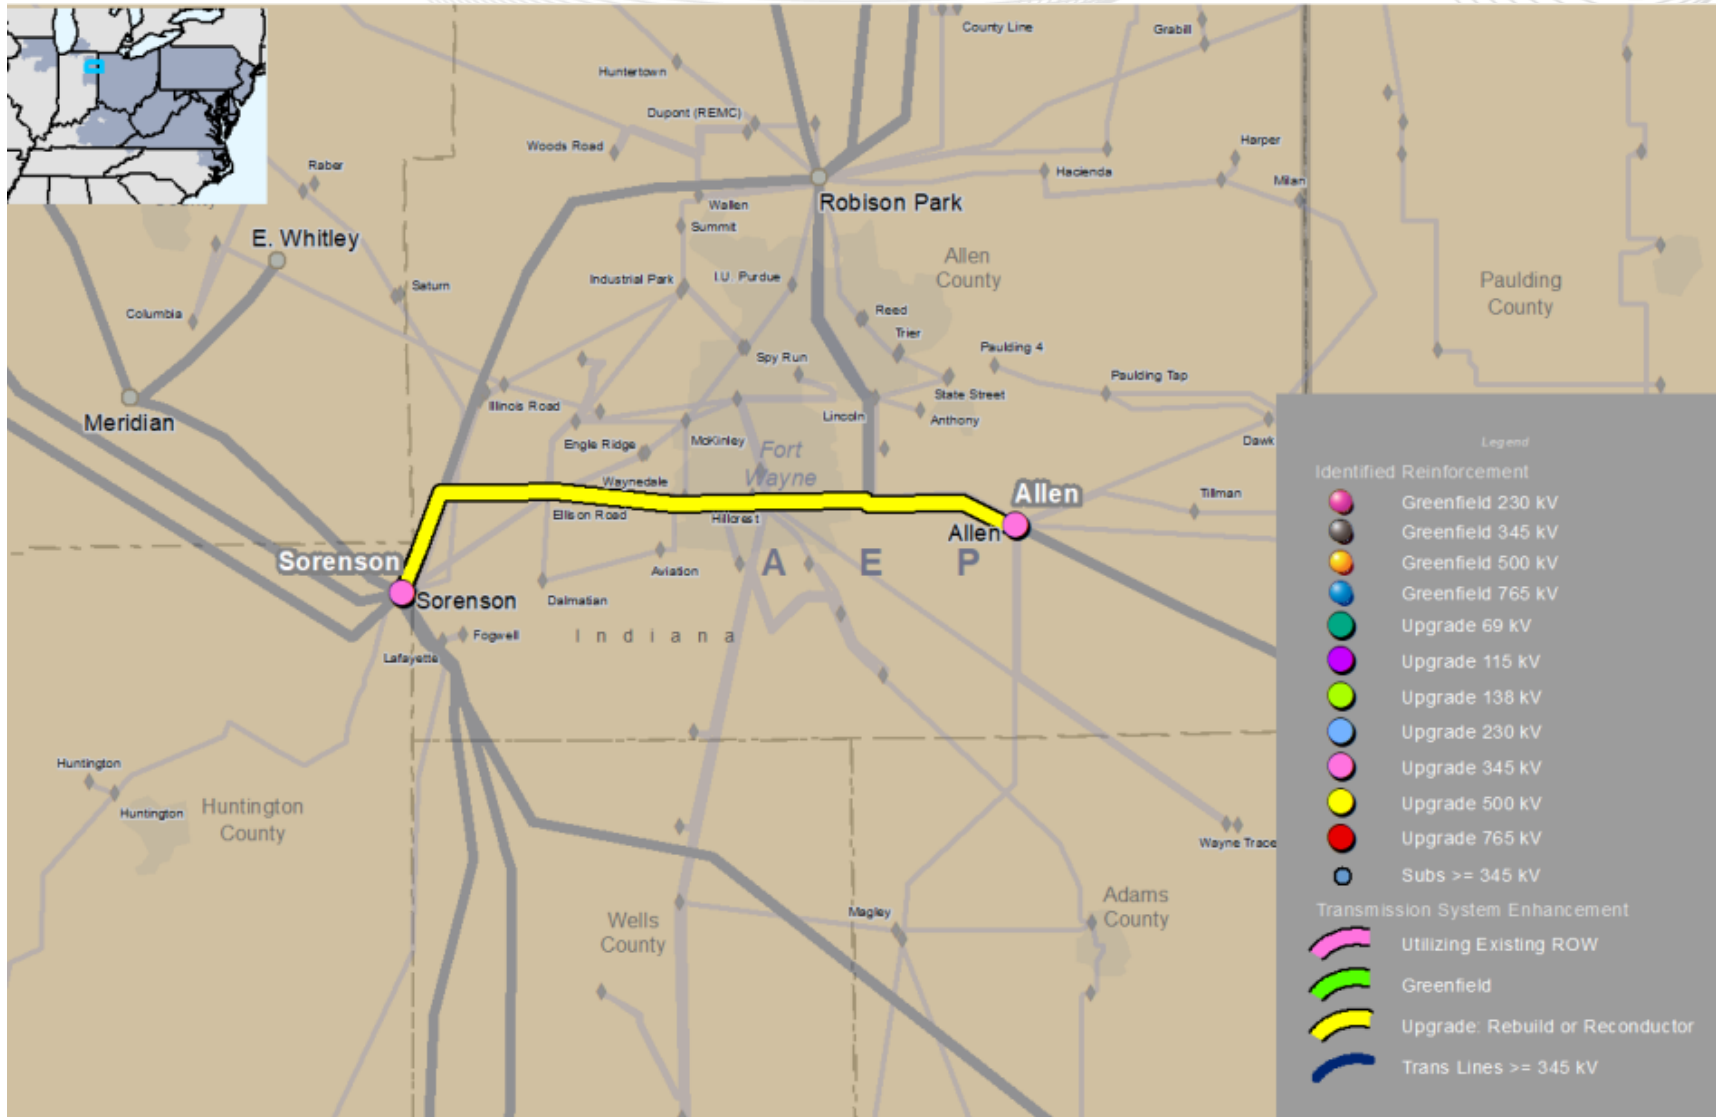 County Line
Grabill
Huntertown
Dupont (REMC)
Woods Road
Harper
Raber
Hacienda
Milan
Wallen
Robison Park
Summit
E. Whitley
Allen
County
Industrial Park
I.U. Purdue
Saturn
Paulding
County
Columbia
Reed
Trier
Paulding 4
Spy Run
Paulding Tap
State Street
Illinois Road
Lincoln
Anthony
Meridian
Engle Ridge
McKinley
Dawk
Fort
Wayne
Waynedale
Allen
Tillman
Ellison Road
Hillcrest
Allen
Sorenson
A E P
Aviation
Sorenson
Dalmatian
Indiana
Fogwell
Lafayette
Huntington
Huntington
County
Huntington
Wayne Trace
Adams
County
Magley
Wells
County
Legend
Identified Reinforcement
Greenfield 230 kV
Greenfield 345 kV
Greenfield 500 kV
Greenfield 765 kV
Upgrade 69 kV
Upgrade 115 kV
Upgrade 138 kV
Upgrade 230 kV
Upgrade 345 kV
Upgrade 500 kV
Upgrade 765 kV
Subs >= 345 kV
Transmission System Enhancement
Utilizing Existing ROW
Greenfield
Upgrade: Rebuild or Reconductor
Trans Lines >= 345 kV